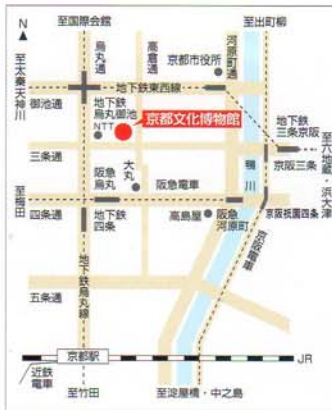 至国際会館
至出町柳
N
烏丸通
高倉通
河原町通
京都市役所
至太秦天神川
地下鉄東西線
御池通
地下鉄
烏丸御池
NTT
京都文化博物館
地下鉄
三条京阪
三条通
京阪三条
至六地蔵・浜大津
鴨川
大丸
阪急
烏丸
阪急電車
至梅田
四条通
地下鉄
四条
高島屋
阪急
河原町
京阪祇園四条
地下鉄烏丸線
京阪電車
五条通
京都駅
JR
近鉄
電車
至竹田
至淀屋橋・中之島